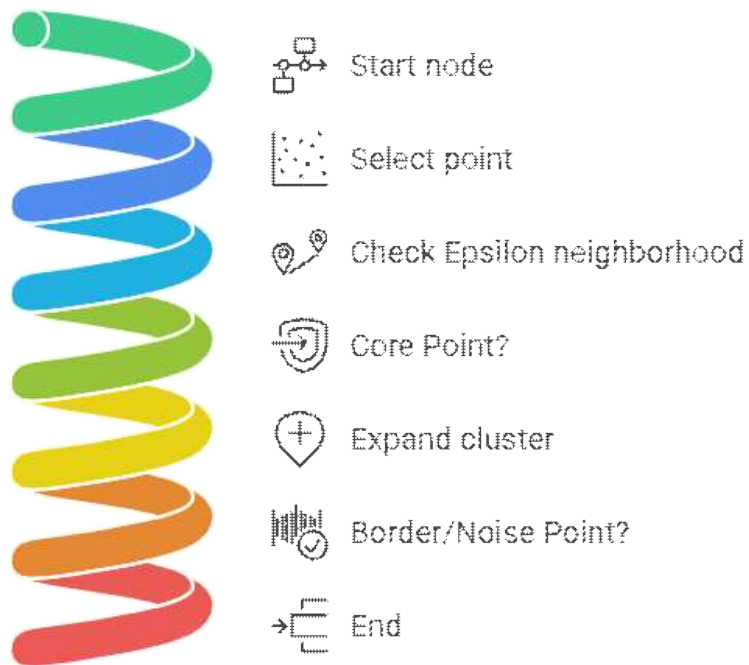 Start node
Select point
Check Epsilon neighborhood
Core Point?
Expand cluster
Border/Noise Point?
End